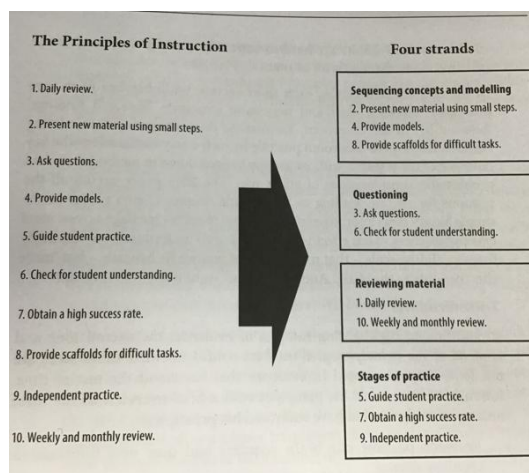 The Principles of Instruction
1. Daily review.
2. Present new material using small steps.
3. Ask questions.
4. Provide models.
5. Guide student practice.
6. Check for student understanding.
7. Obtain a high success rate.
8. Provide scaffolds for difficult tasks.
9. Independent practice.
10. Weekly and monthly review.
Four strands
Sequencing concepts and modelling
2. Present new material using small steps.
4. Provide models.
8. Provide scaffolds for difficult tasks.
Questioning
3. Ask questions.
6. Check for student understanding.
Reviewing material
1. Daily review.
10. Weekly and monthly review.
Stages of practice
5. Guide student practice.
7. Obtain a high success rate.
9. Independent practice.